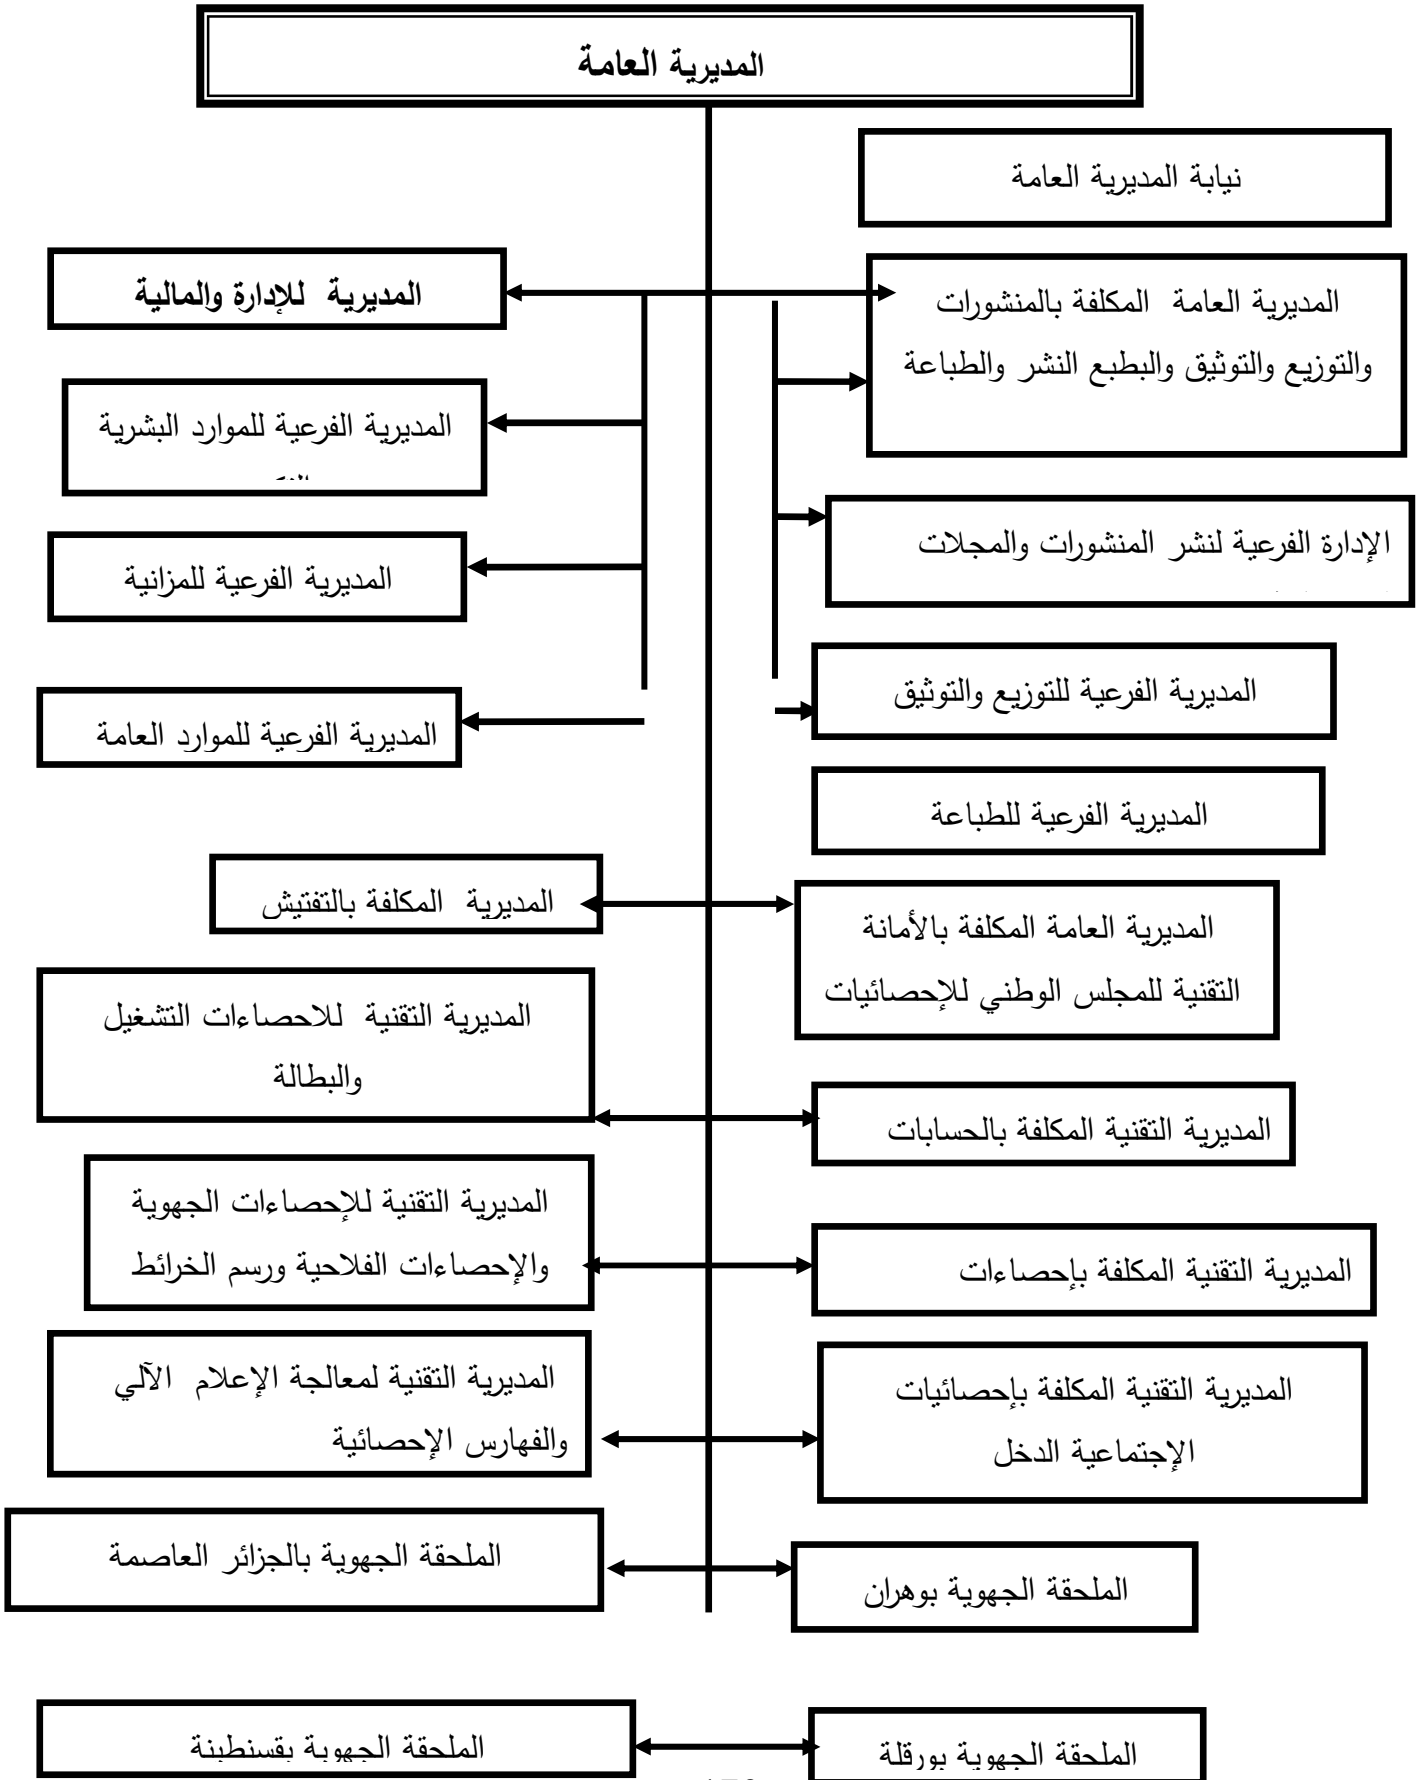 المديرية العامة
نيابة المديرية العامة
المديرية للإدارة والمالية
المديرية العامة المكلفة بالمنشورات
والتوزيع والتوثيق والبطبع النشر والطباعة
المديرية الفرعية للموارد البشرية
الإدارة الفرعية لنشر المنشورات والمجلات
المديرية الفرعية للمزانية
المديرية الفرعية للتوزيع والتوثيق
المديرية الفرعية للموارد العامة
المديرية الفرعية للطباعة
المديرية المكلفة بالتفتيش
المديرية العامة المكلفة بالأمانة
التقنية للمجلس الوطني للإحصائيات
المديرية التقنية للاحصاءات التشغيل
والبطالة
المديرية التقنية المكلفة بالحسابات
المديرية التقنية للإحصاءات الجهوية
والإحصاءات الفلاحية ورسم الخرائط
المديرية التقنية المكلفة بإحصاءات
المديرية التقنية لمعالجة الإعلام الآلي
والفهارس الإحصائية
المديرية التقنية المكلفة بإحصائيات
الإجتماعية الدخل
الملحقة الجهوية بالجزائر العاصمة
الملحقة الجهوية بوهران
الملحقة الجهوية بقسنطينة
الملحقة الجهوية بورقلة